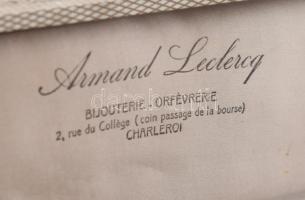 Armand Leclercq
BIJOUTERIE . ORFÈVRERIE
2, rue du Collège (coin passage de la bourse)
CHARLEROI